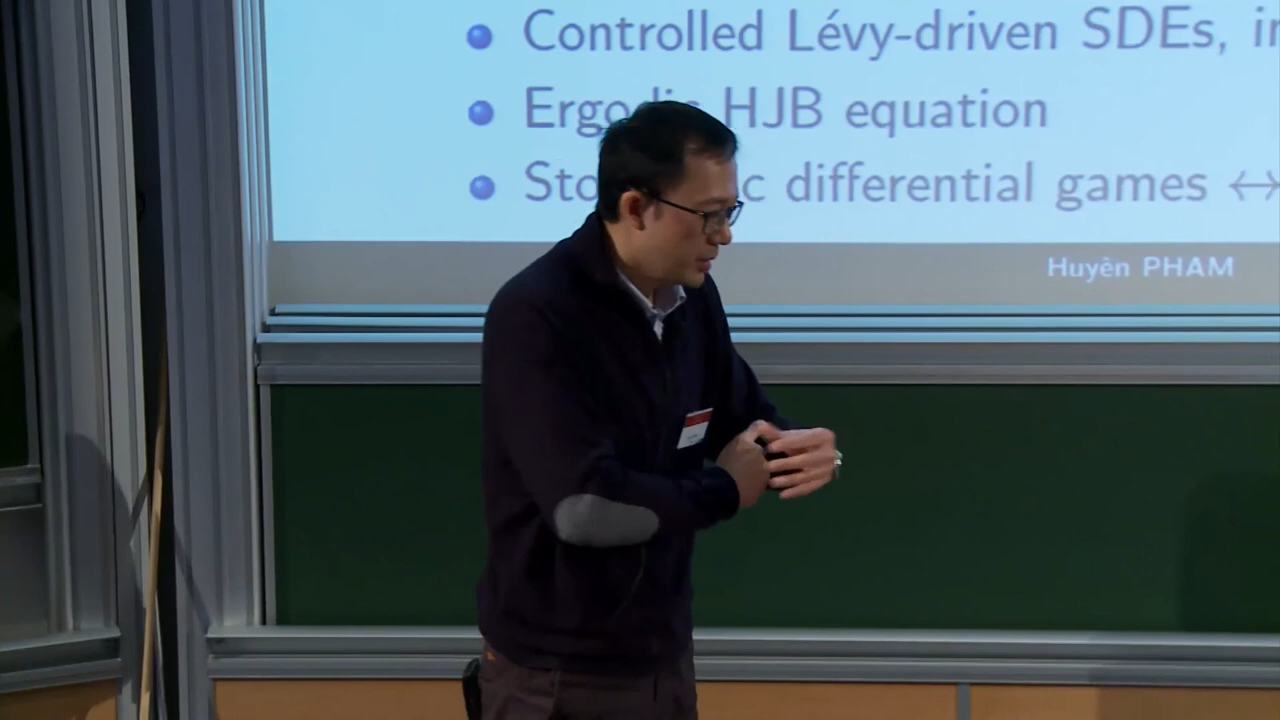 Controlled Lévy-driven SDEs,
HJB equation
differential games ↔
Huyên PHAM